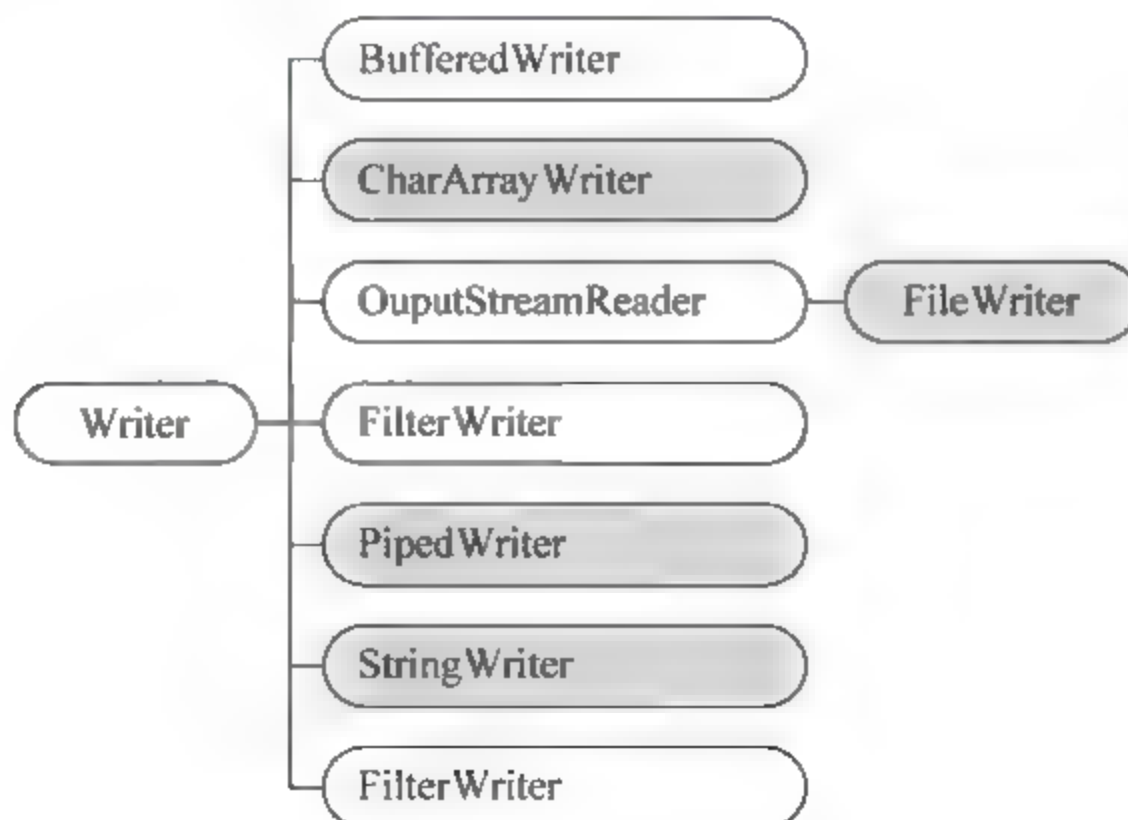 BufferedWriter
CharArrayWriter
OuputStreamReader
FileWriter
Writer
FilterWriter
PipedWriter
StringWriter
FilterWriter